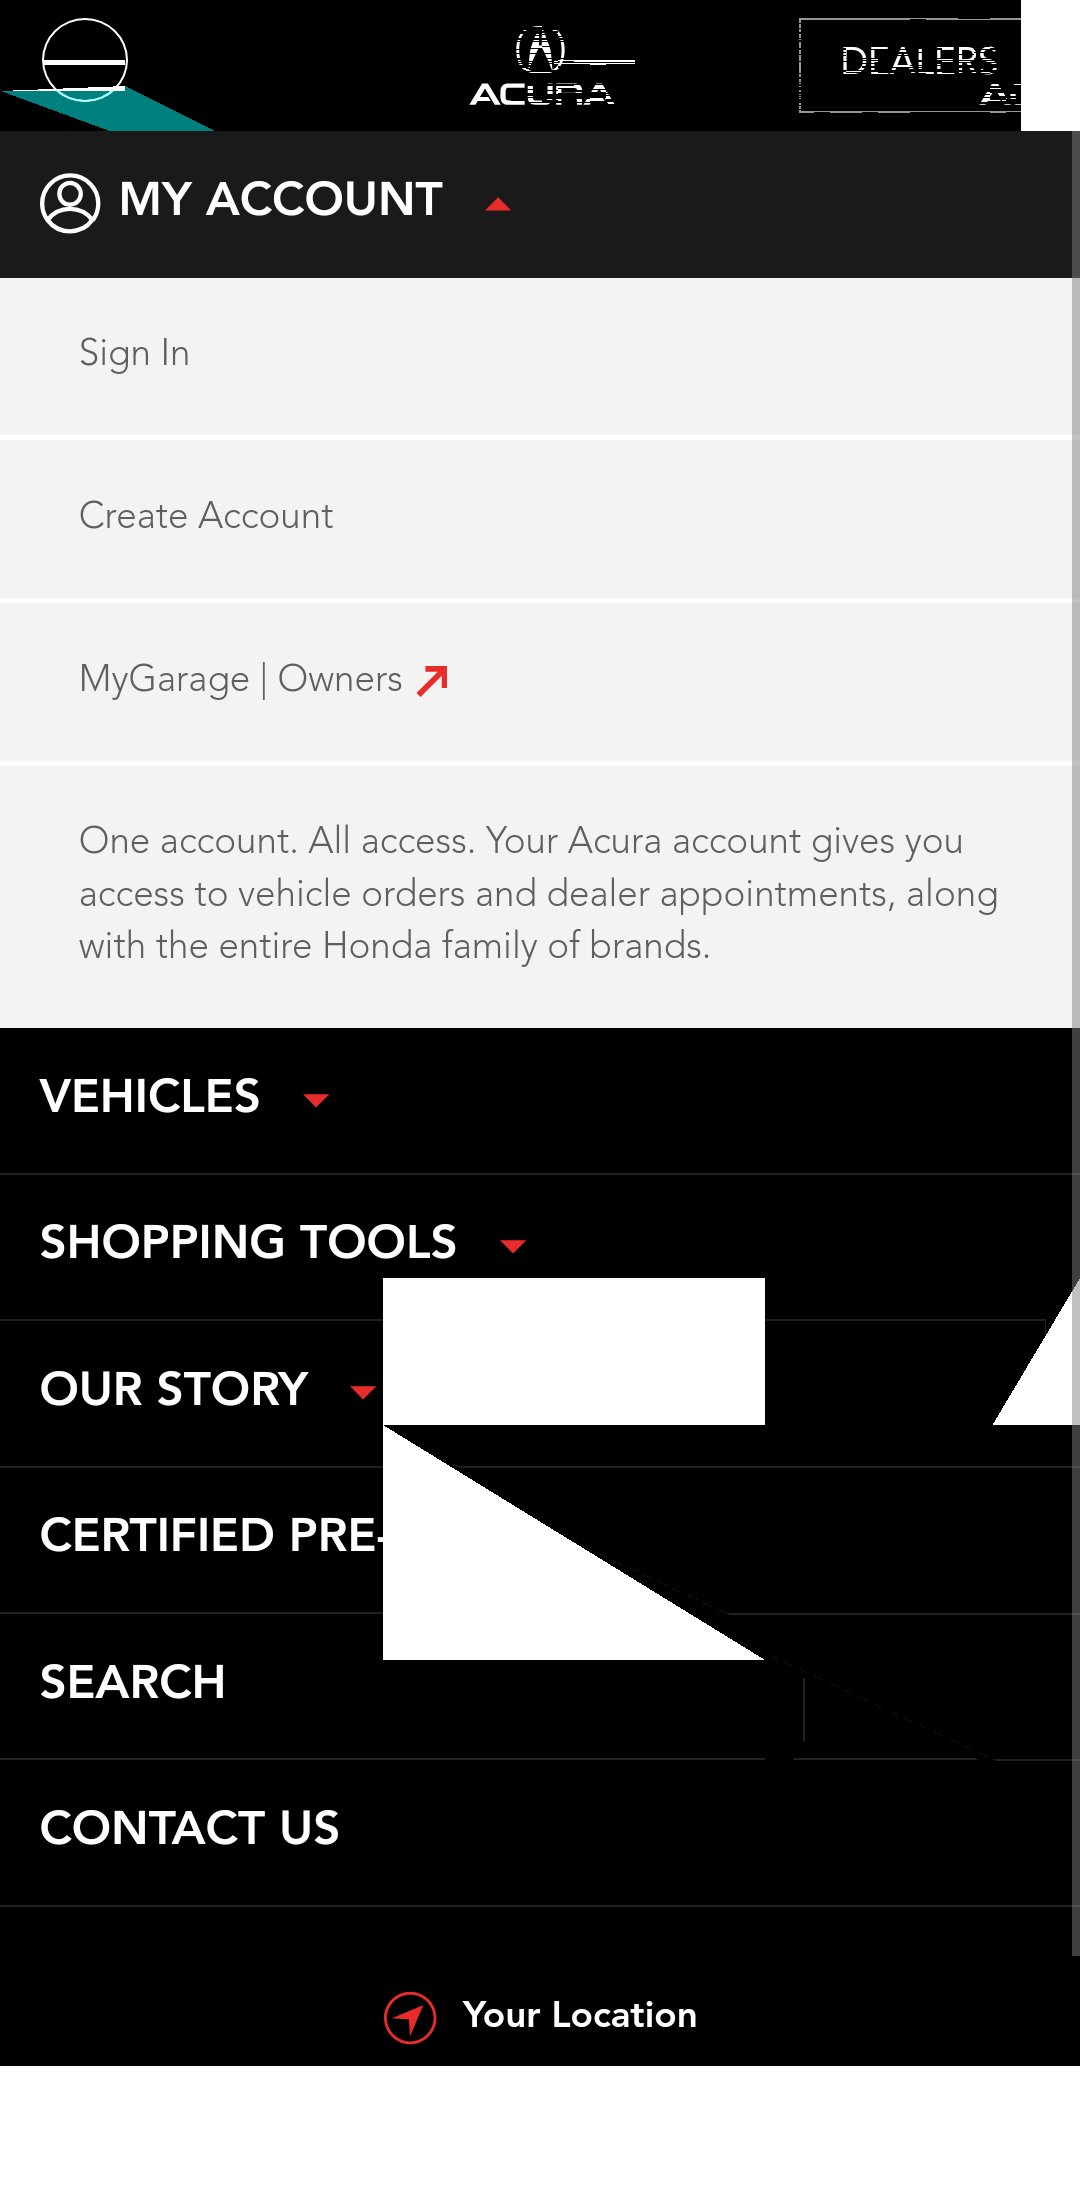 ACURA
DEALERS
MY ACCOUNT
Sign In
Create Account
MyGarage | Owners
One account. All access. Your Acura account gives you
access to vehicle orders and dealer appointments, along
with the entire Honda family of brands.
VEHICLES
SHOPPING TOOLS
OUR STORY
CERTIFIED PRE-
SEARCH
CONTACT US
Your Location